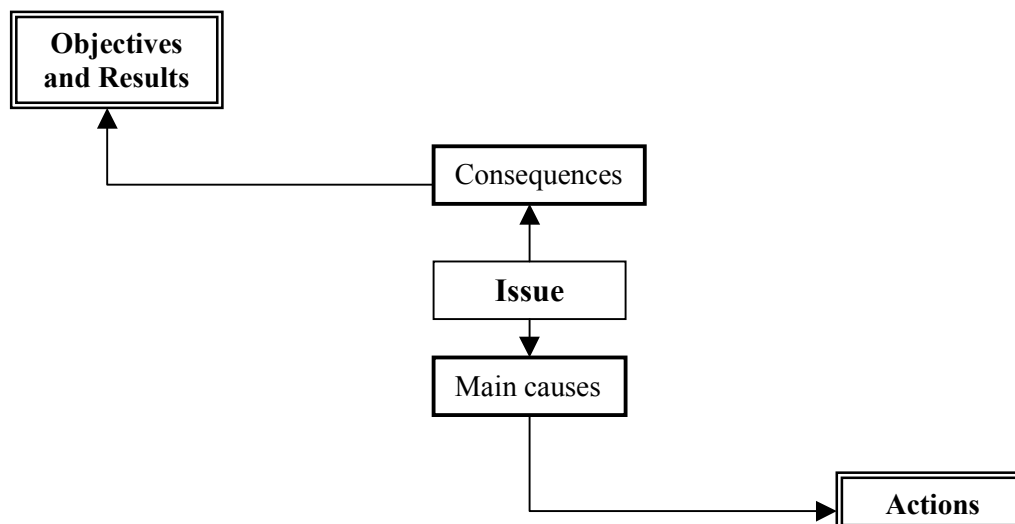 Objectives
and Results
Consequences
Issue
Main causes
Actions